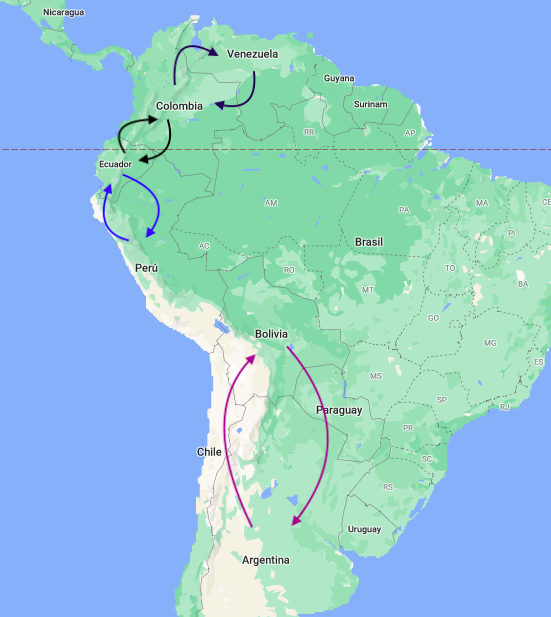 Nicaragua
Venezuela
Guyana
Colombia
Surinam
RR
AP
Ecuador
AM
PA
MA
CE
PI
Brasil
AC
Perú
RO
TO
MT
BA
GO
Bolivia
MG
ES
MS
SP
RJ
Paraguay
PR
Chile
SC
RS
Uruguay
Argentina